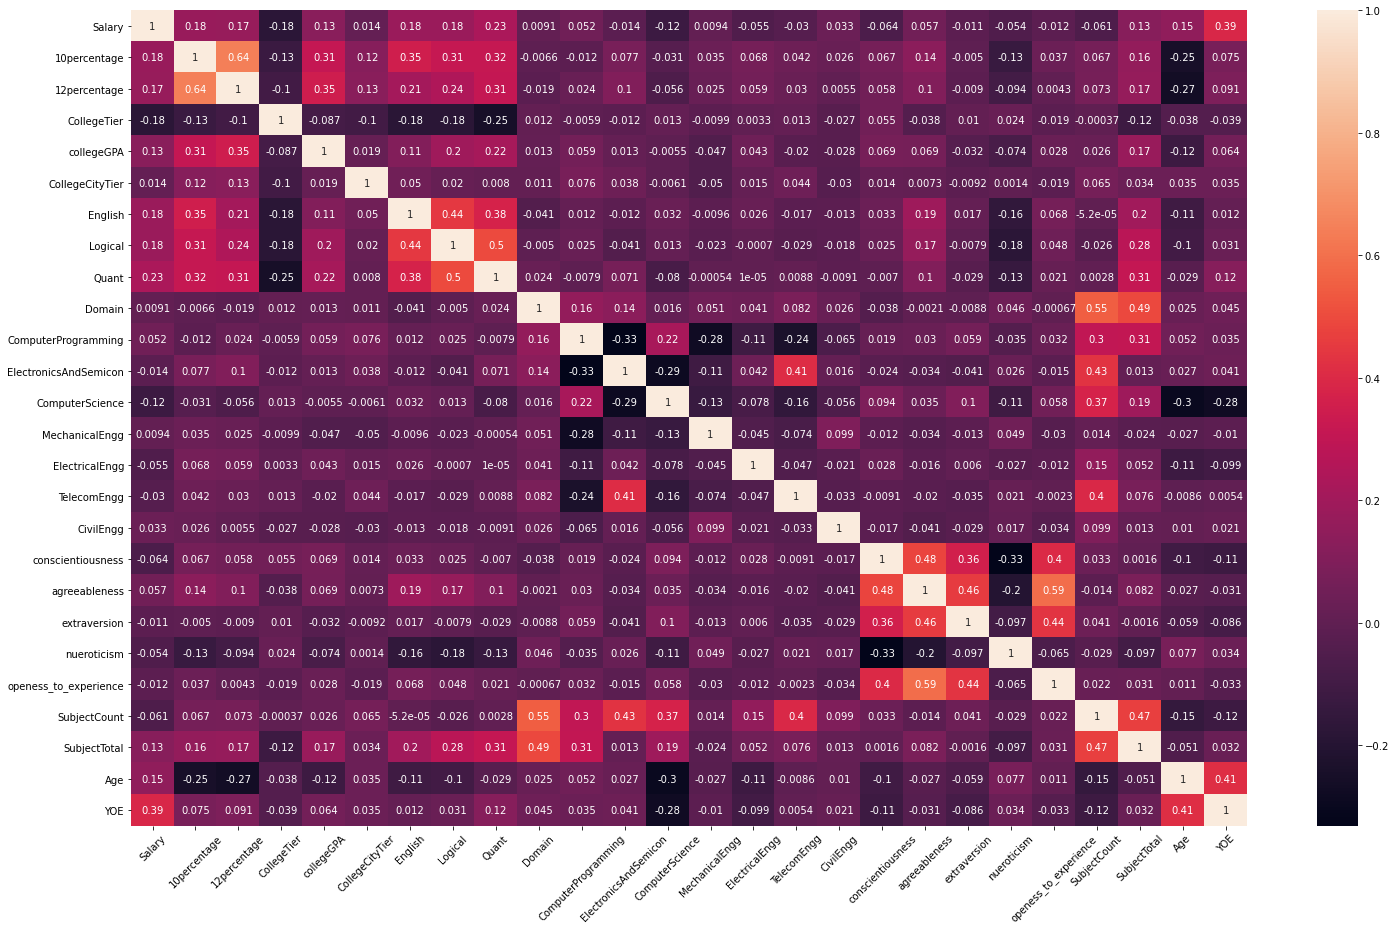 Salary 1 0.18 0.17 -0.18 0.13 0.014 0.18 0.18 0.23 0.0091 0.052 -0.014 -0.12 0.0094 -0.055 -0.03 0.033 -0.064 0.057 -0.011 -0.054 -0.012 -0.061 0.13 0.15 0.39
10percentage 0.18 1 0.64 -0.13 0.31 0.12 0.35 0.31 0.32 -0.0066 -0.012 0.077 -0.031 0.035 0.068 0.042 0.026 0.067 0.14 -0.005 -0.13 0.037 0.067 0.16 -0.25 0.075
12percentage 0.17 0.64 1 -0.1 0.35 0.13 0.21 0.24 0.31 -0.019 0.024 0.1 -0.056 0.025 0.059 0.03 0.0055 0.058 0.1 -0.009 -0.094 0.0043 0.073 0.17 -0.27 0.091
CollegeTier -0.18 -0.13 -0.1 1 -0.087 -0.1 -0.18 -0.18 -0.25 0.012 -0.0059 -0.012 0.013 -0.0099 0.0033 0.013 -0.027 0.055 -0.038 0.01 0.024 -0.019 -0.00037 -0.12 -0.038 -0.039
collegeGPA 0.13 0.31 0.35 -0.087 1 0.019 0.11 0.2 0.22 0.013 0.059 0.013 -0.0055 -0.047 0.043 -0.02 -0.028 0.069 0.069 -0.032 -0.074 0.028 0.026 0.17 -0.12 0.064
CollegeCityTier 0.014 0.12 0.13 -0.1 0.019 1 0.05 0.02 0.008 0.011 0.076 0.038 -0.0061 -0.05 0.015 0.044 -0.03 0.014 0.0073 -0.0092 0.0014 -0.019 0.065 0.034 0.035 0.035
English 0.18 0.35 0.21 -0.18 0.11 0.05 1 0.44 0.38 -0.041 0.012 -0.012 0.032 -0.0096 0.026 -0.017 -0.013 0.033 0.19 0.017 -0.16 0.068 -5.2e-05 0.2 -0.11 0.012
Logical 0.18 0.31 0.24 -0.18 0.2 0.02 0.44 1 0.5 -0.005 0.025 -0.041 0.013 -0.023 -0.0007 -0.029 -0.018 0.025 0.17 -0.0079 -0.18 0.048 -0.026 0.28 -0.1 0.031
Quant 0.23 0.32 0.31 -0.25 0.22 0.008 0.38 0.5 1 0.024 -0.0079 0.071 -0.08 -0.00054 1e-05 0.0088 -0.0091 -0.007 0.1 -0.029 -0.13 0.021 0.0028 0.31 -0.029 0.12
Domain 0.0091 -0.0066 -0.019 0.012 0.013 0.011 -0.041 -0.005 0.024 1 0.16 0.14 0.016 0.051 0.041 0.082 0.026 -0.038 -0.0021 -0.0088 0.046 -0.00067 0.55 0.49 0.025 0.045
ComputerProgramming 0.052 -0.012 0.024 -0.0059 0.059 0.076 0.012 0.025 -0.0079 0.16 1 -0.33 0.22 -0.28 -0.11 -0.24 -0.065 0.019 0.03 0.059 -0.035 0.032 0.3 0.31 0.052 0.035
ElectronicsAndSemicon -0.014 0.077 0.1 -0.012 0.013 0.038 -0.012 -0.041 0.071 0.14 -0.33 1 -0.29 -0.11 0.042 0.41 0.016 -0.024 -0.034 -0.041 0.026 -0.015 0.43 0.013 0.027 0.041
ComputerScience -0.12 -0.031 -0.056 0.013 -0.0055 -0.0061 0.032 0.013 -0.08 0.016 0.22 -0.29 1 -0.13 -0.078 -0.16 -0.056 0.094 0.035 0.1 -0.11 0.058 0.37 0.19 -0.3 -0.28
MechanicalEngg 0.0094 0.035 0.025 -0.0099 -0.047 -0.05 -0.0096 -0.023 -0.00054 0.051 -0.28 -0.11 -0.13 1 -0.045 -0.074 0.099 -0.012 -0.034 -0.013 0.049 -0.03 0.014 -0.024 -0.027 -0.01
ElectricalEngg -0.055 0.068 0.059 0.0033 0.043 0.015 0.026 -0.0007 1e-05 0.041 -0.11 0.042 -0.078 -0.045 1 -0.047 -0.021 0.028 -0.016 0.006 -0.027 -0.012 0.15 0.052 -0.11 -0.099
TelecomEngg -0.03 0.042 0.03 0.013 -0.02 0.044 -0.017 -0.029 0.0088 0.082 -0.24 0.41 -0.16 -0.074 -0.047 1 -0.033 -0.0091 -0.02 -0.035 0.021 -0.0023 0.4 0.076 -0.0086 0.0054
CivilEngg 0.033 0.026 0.0055 -0.027 -0.028 -0.03 -0.013 -0.018 -0.0091 0.026 -0.065 0.016 -0.056 0.099 -0.021 -0.033 1 -0.017 -0.041 -0.029 0.017 -0.034 0.099 0.013 0.01 0.021
conscientiousness -0.064 0.067 0.058 0.055 0.069 0.014 0.033 0.025 -0.007 -0.038 0.019 -0.024 0.094 -0.012 0.028 -0.0091 -0.017 1 0.48 0.36 -0.33 0.4 0.033 0.0016 -0.1 -0.11
agreeableness 0.057 0.14 0.1 -0.038 0.069 0.0073 0.19 0.17 0.1 -0.0021 0.03 -0.034 0.035 -0.034 -0.016 -0.02 -0.041 0.48 1 0.46 -0.2 0.59 -0.014 0.082 -0.027 -0.031
extraversion -0.011 -0.005 -0.009 0.01 -0.032 -0.0092 0.017 -0.0079 -0.029 -0.0088 0.059 -0.041 0.1 -0.013 0.006 -0.035 -0.029 0.36 0.46 1 -0.097 0.44 0.041 -0.0016 -0.059 -0.086
nueroticism -0.054 -0.13 -0.094 0.024 -0.074 0.0014 -0.16 -0.18 -0.13 0.046 -0.035 0.026 -0.11 0.049 -0.027 0.021 0.017 -0.33 -0.2 -0.097 1 -0.065 -0.029 -0.097 0.077 0.034
openess_to_experience -0.012 0.037 0.0043 -0.019 0.028 -0.019 0.068 0.048 0.021 -0.00067 0.032 -0.015 0.058 -0.03 -0.012 -0.0023 -0.034 0.4 0.59 0.44 -0.065 1 0.022 0.031 0.011 -0.033
SubjectCount -0.061 0.067 0.073 -0.00037 0.026 0.065 -5.2e-05 -0.026 0.0028 0.55 0.3 0.43 0.37 0.014 0.15 0.4 0.099 0.033 -0.014 0.041 -0.029 0.022 1 0.47 -0.15 -0.12
SubjectTotal 0.13 0.16 0.17 -0.12 0.17 0.034 0.2 0.28 0.31 0.49 0.31 0.013 0.19 -0.024 0.052 0.076 0.013 0.0016 0.082 -0.0016 -0.097 0.031 0.47 1 -0.051 0.032
Age 0.15 -0.25 -0.27 -0.038 -0.12 0.035 -0.11 -0.1 -0.029 0.025 0.052 0.027 -0.3 -0.027 -0.11 -0.0086 0.01 -0.1 -0.027 -0.059 0.077 0.011 -0.15 -0.051 1 0.41
YOE 0.39 0.075 0.091 -0.039 0.064 0.035 0.012 0.031 0.12 0.045 0.035 0.041 -0.28 -0.01 -0.099 0.0054 0.021 -0.11 -0.031 -0.086 0.034 -0.033 -0.12 0.032 0.41 1
Salary
10percentage
12percentage
CollegeTier
collegeGPA
CollegeCityTier
English
Logical
Quant
Domain
ComputerProgramming
ElectronicsAndSemicon
ComputerScience
MechanicalEngg
ElectricalEngg
TelecomEngg
CivilEngg
conscientiousness
agreeableness
extraversion
nueroticism
openess_to_experience
SubjectCount
SubjectTotal
Age
YOE
1.0
0.8
0.6
0.4
0.2
0.0
−0.2